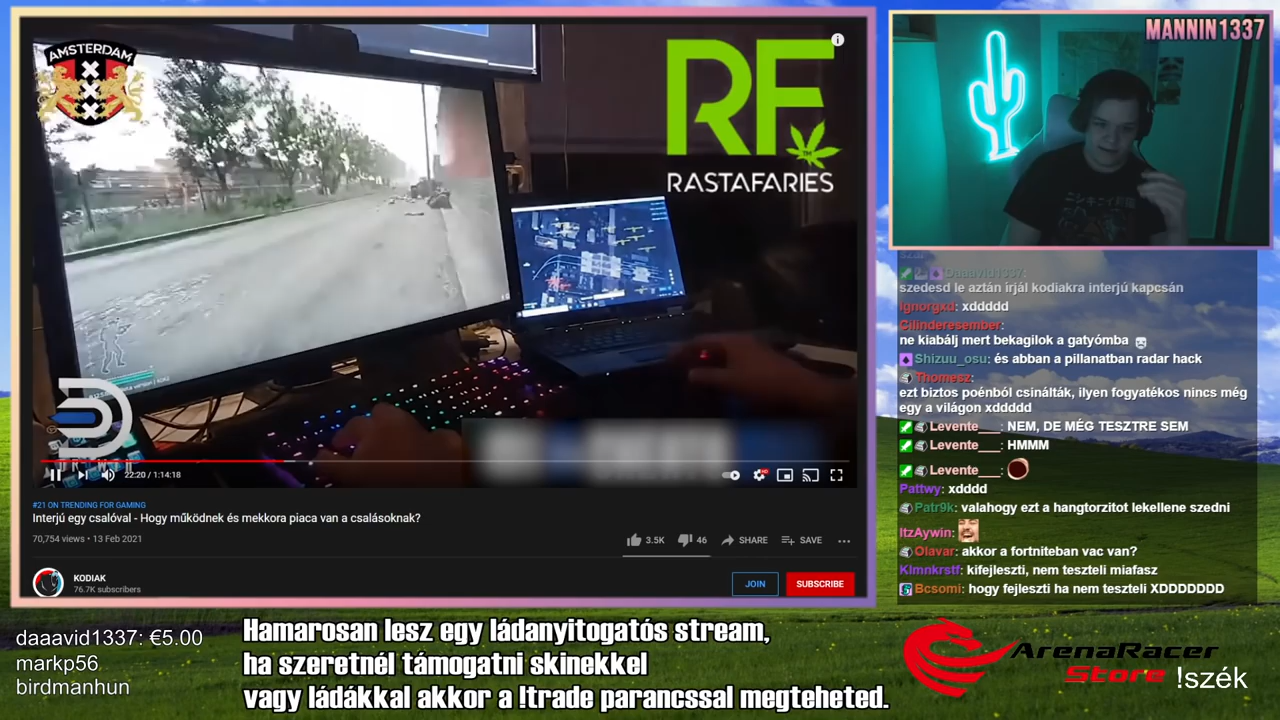 AMSTERDAM
XXX
RF
TM
RASTAFARIES
22:20 / 1:14:18
HD
#21 ON TRENDING FOR GAMING
Interjú egy csalóval - Hogy működnek és mekkora piaca van a csalásoknak?
70,754 views • 13 Feb 2021
3.5K
46
SHARE
SAVE
KODIAK
76.7K subscribers
JOIN
SUBSCRIBE
MANNIN1337
Daaavid1337:
szedesd le aztán írjál kodiakra interjú kapcsán
Ignorgxd: xddddd
Cilinderesember:
ne kiabálj mert bekagilok a gatyómba
Shizuu_osu: és abban a pillanatban radar hack
Thomesz:
ezt biztos poénból csinálták, ilyen fogyatékos nincs még
egy a világon xddddd
Levente___: NEM, DE MÉG TESZTRE SEM
Levente___: HMMM
Levente___:
Pattwy: xdddd
Patr9k: valahogy ezt a hangtorzitot lekellene szedni
ItzAywin:
Olavar: akkor a fortniteban vac van?
Klmnkrstf: kifejleszti, nem teszteli miafasz
Bcsomi: hogy fejleszti ha nem teszteli XDDDDDDD
daaavid1337: €5.00
markp56
birdmanhun
Hamarosan lesz egy ládanyitogatós stream,
ha szeretnél támogatni skinekkel
vagy ládákkal akkor a !trade parancssal megteheted.
ArenaRacer
Store !szék